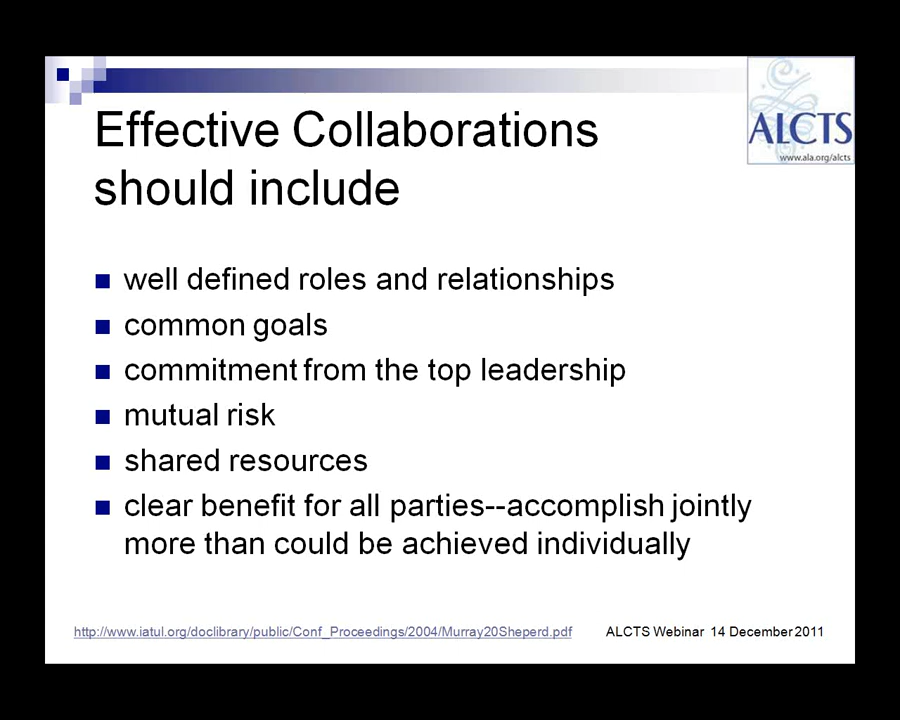 ALCTS
www.ala.org/alcts
Effective Collaborations
should include
well defined roles and relationships
common goals
commitment from the top leadership
mutual risk
shared resources
clear benefit for all parties--accomplish jointly
more than could be achieved individually
http://www.iatul.org/doclibrary/public/Conf_Proceedings/2004/Murray20Sheperd.pdf
ALCTS Webinar 14 December 2011